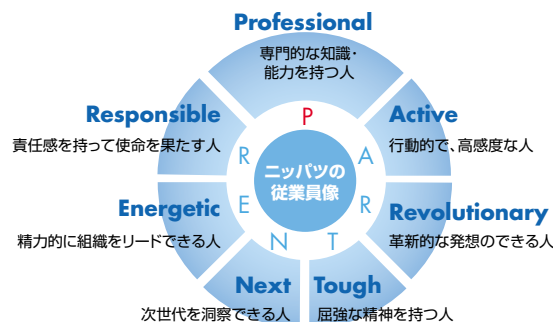 Professional
専門的な知識・
能力を持つ人
Active
行動的で、高感度な人
Revolutionary
革新的な発想のできる人
Tough
屈強な精神を持つ人
Next
次世代を洞察できる人
Energetic
精力的に組織をリードできる人
Responsible
責任感を持って使命を果たす人
P
A
R
T
N
E
R
ニッパツの
従業員像